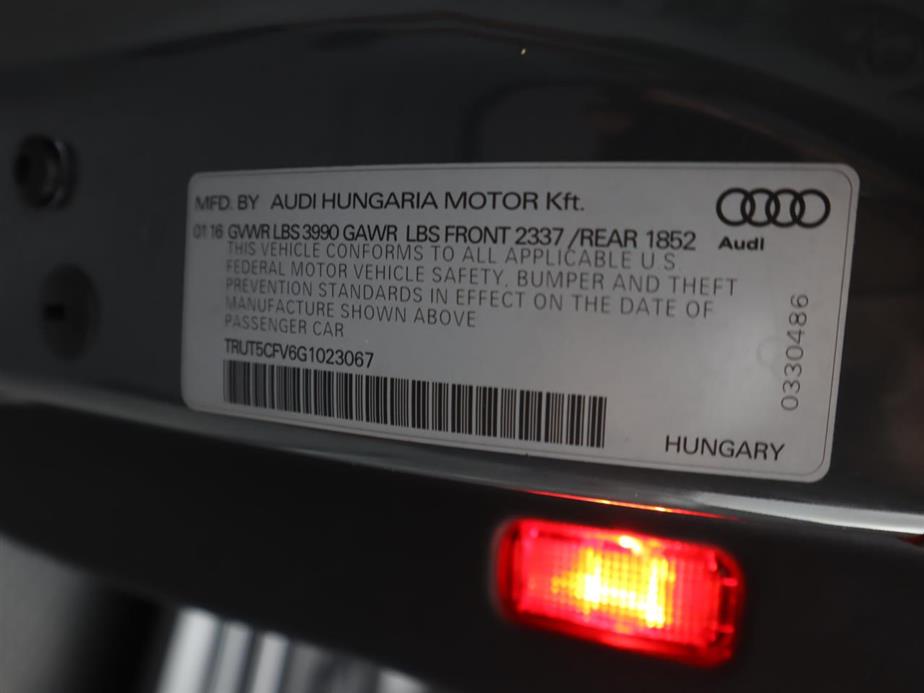 MFD. BY AUDI HUNGARIA MOTOR Kft.
01 16 GVWR LBS 3990 GAWR LBS FRONT 2337 /REAR 1852
THIS VEHICLE CONFORMS TO ALL APPLICABLE U.S.
FEDERAL MOTOR VEHICLE SAFETY, BUMPER AND THEFT
PREVENTION STANDARDS IN EFFECT ON THE DATE OF
MANUFACTURE SHOWN ABOVE
PASSENGER CAR
TRUT5CFV6G1023067
Audi
0330486
HUNGARY